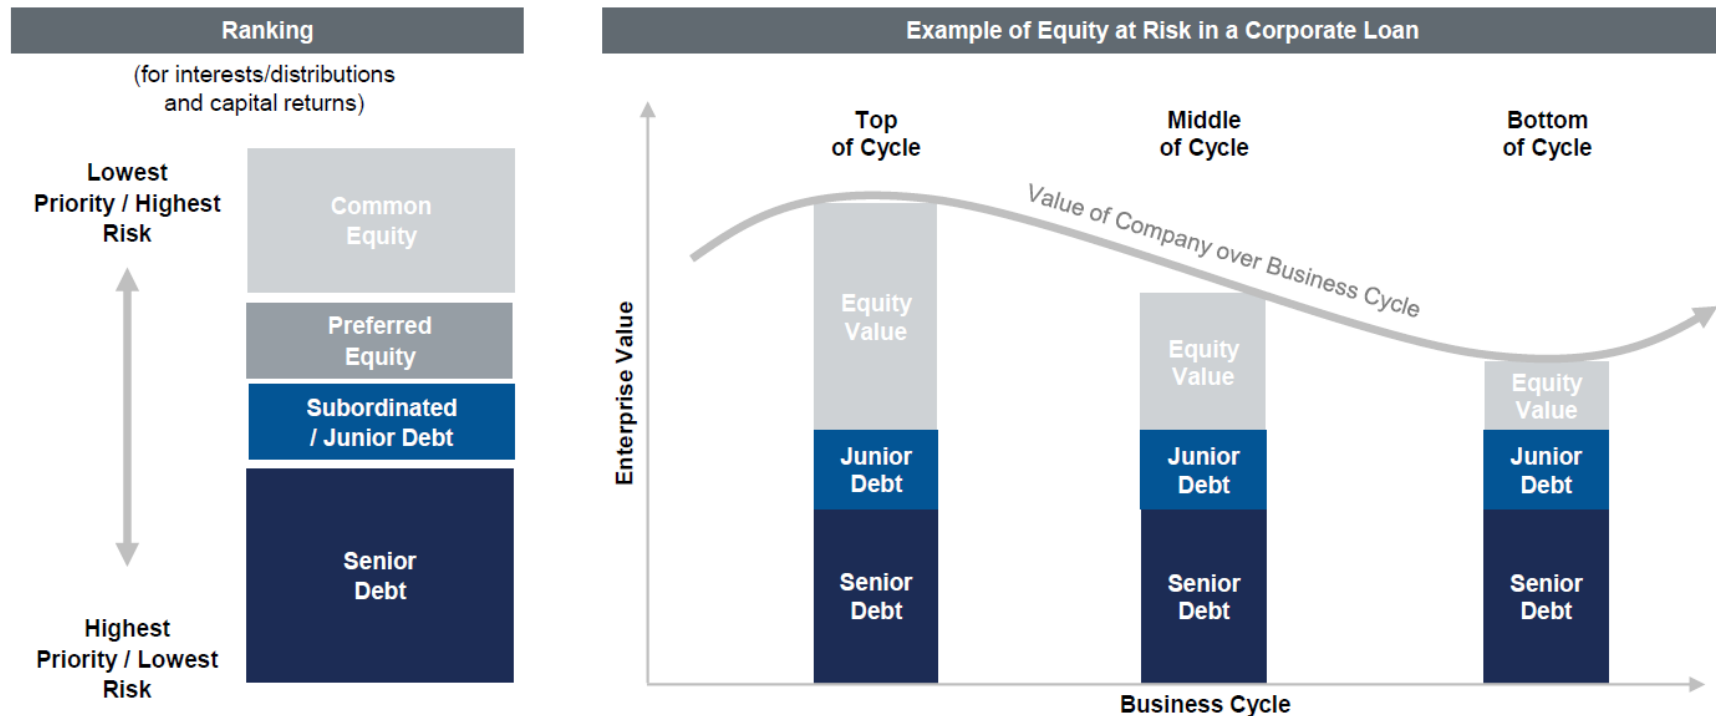 Ranking
(for interests/distributions
and capital returns)
Lowest
Priority / Highest
Risk
Common
Equity
Preferred
Equity
Subordinated
/ Junior Debt
Senior
Debt
Highest
Priority / Lowest
Risk
Example of Equity at Risk in a Corporate Loan
Enterprise Value
Top
of Cycle
Middle
of Cycle
Bottom
of Cycle
Value of Company over Business Cycle
Equity
Value
Junior
Debt
Senior
Debt
Equity
Value
Junior
Debt
Senior
Debt
Equity
Value
Junior
Debt
Senior
Debt
Business Cycle